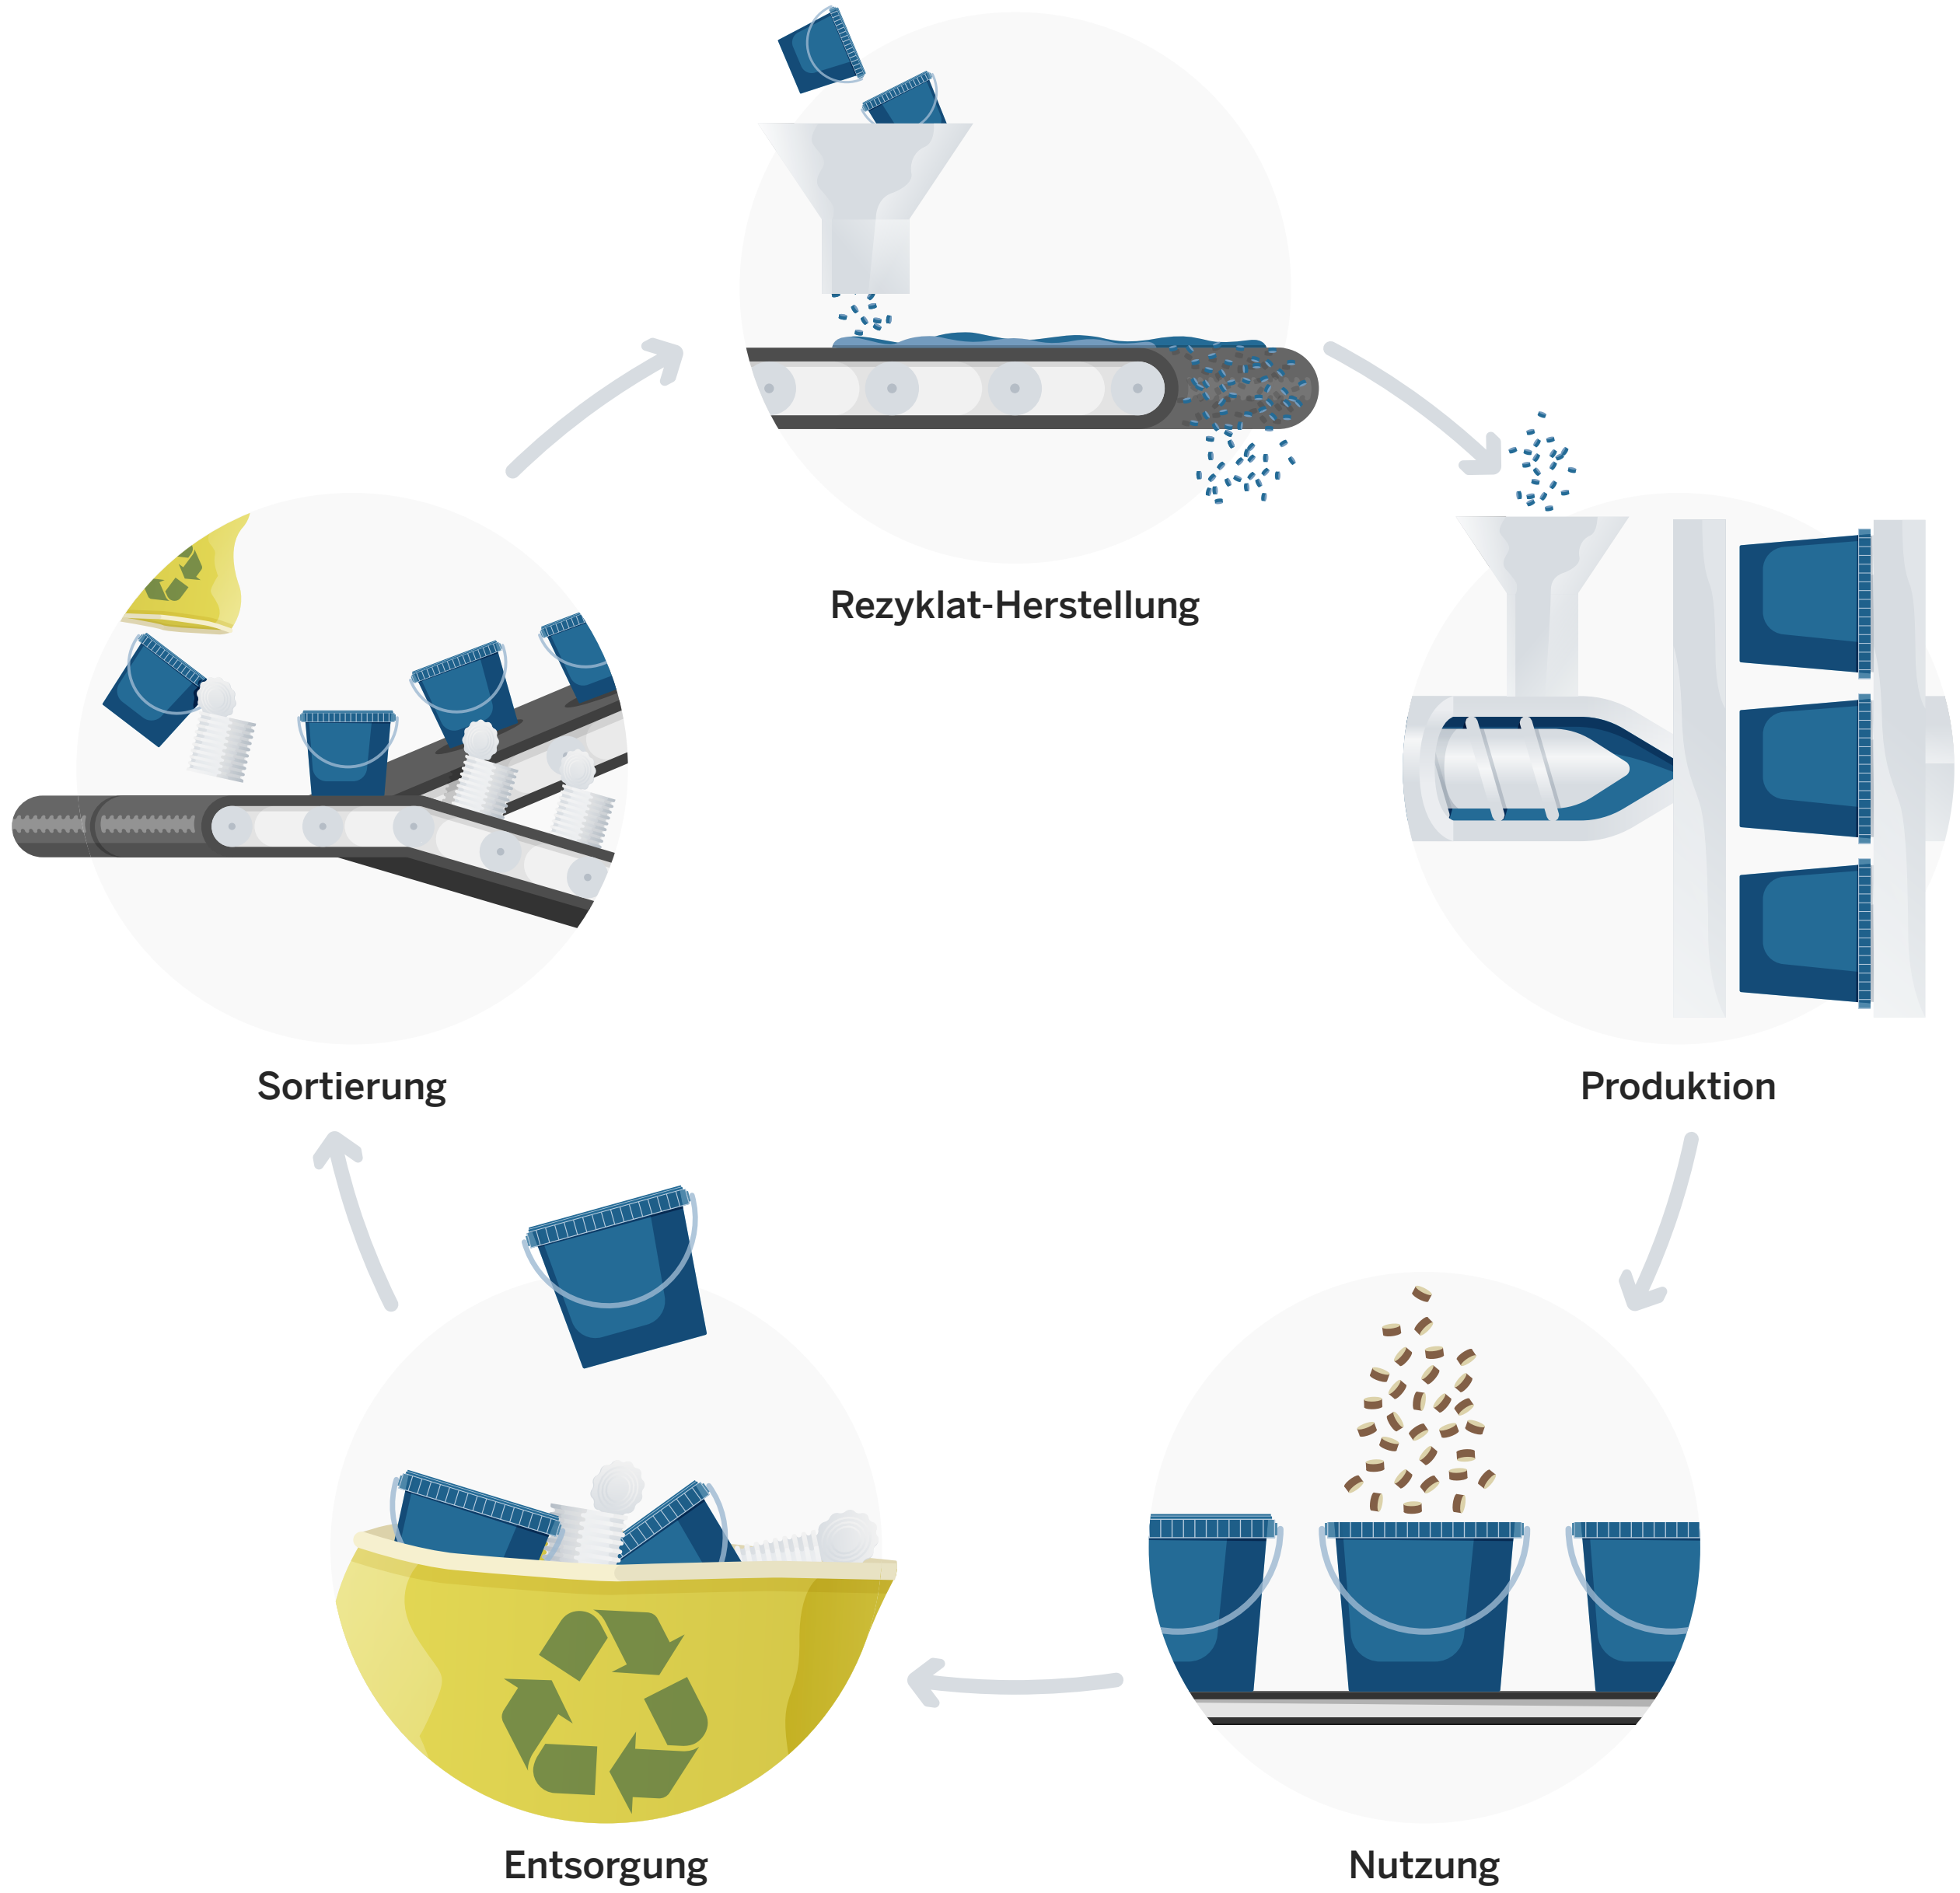 Rezyklat-Herstellung
Produktion
Nutzung
Entsorgung
Sortierung